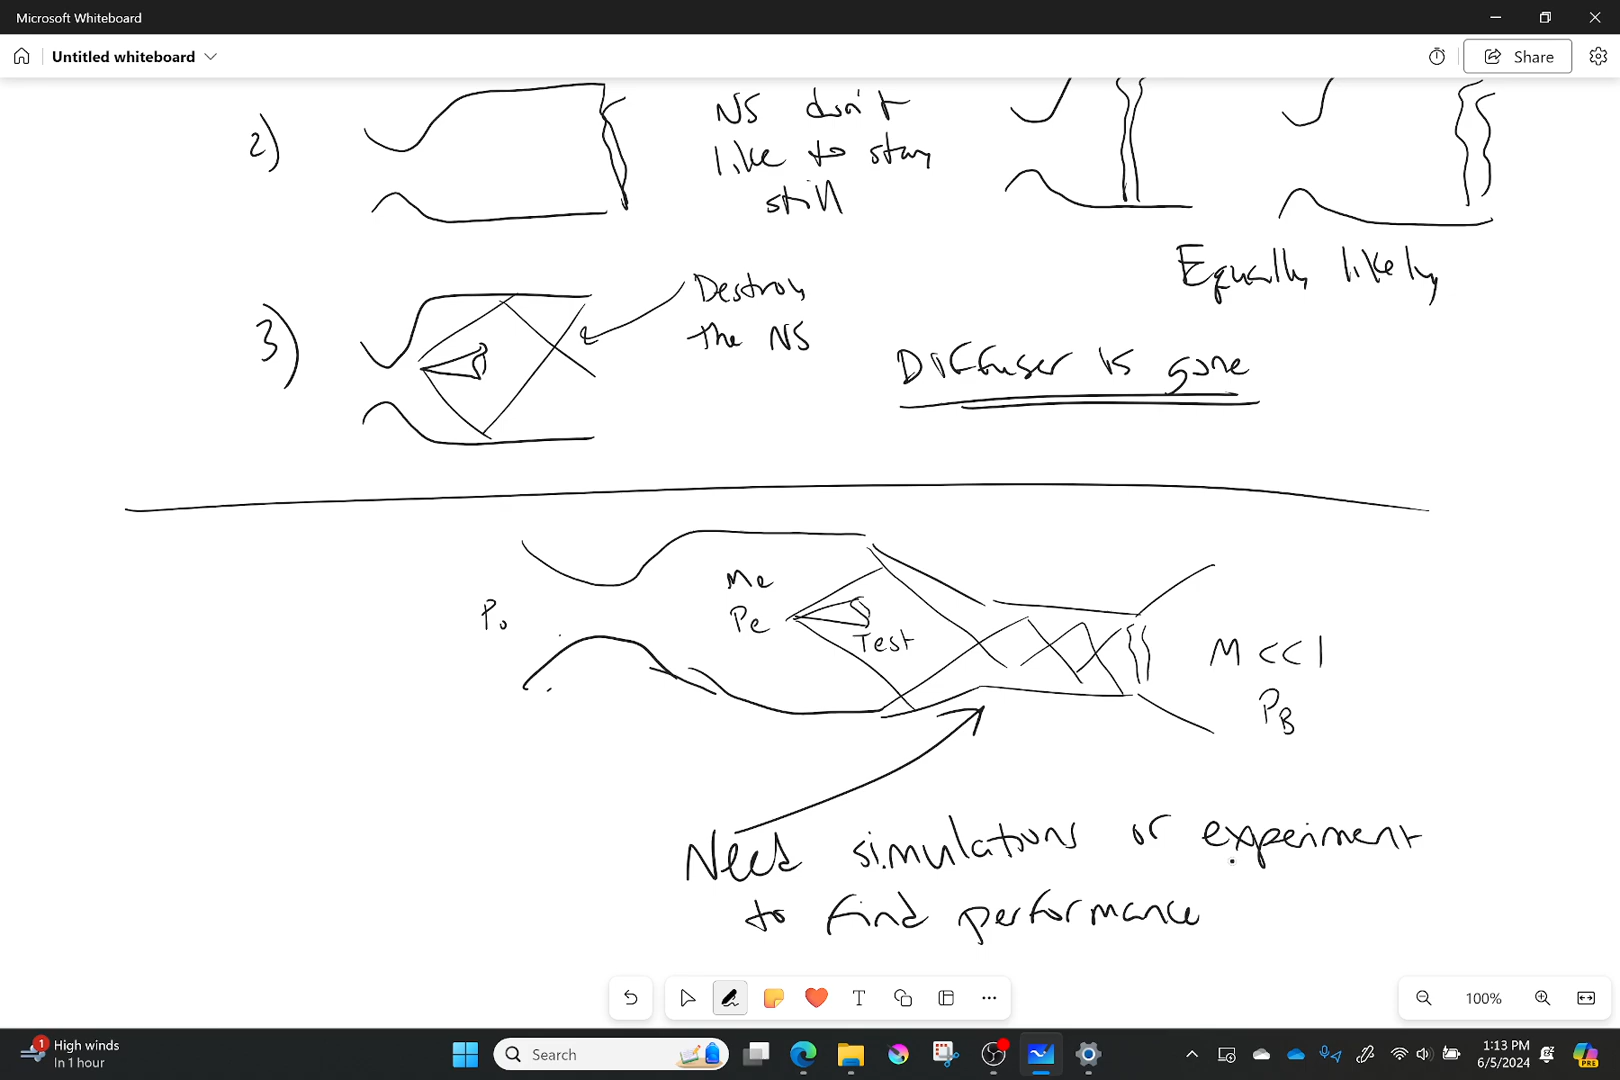 Microsoft Whiteboard
Untitled whiteboard
Share
2)
NS don't
like to stay
still
Equally likely
3)
Destroy
the NS
Diffuser is gone
Me
Po
Pe
Test
M << 1
PB
Need simulations or experiment
to find performance
T
100%
1
High winds
In 1 hour
Search
PRE
1:13 PM
6/5/2024